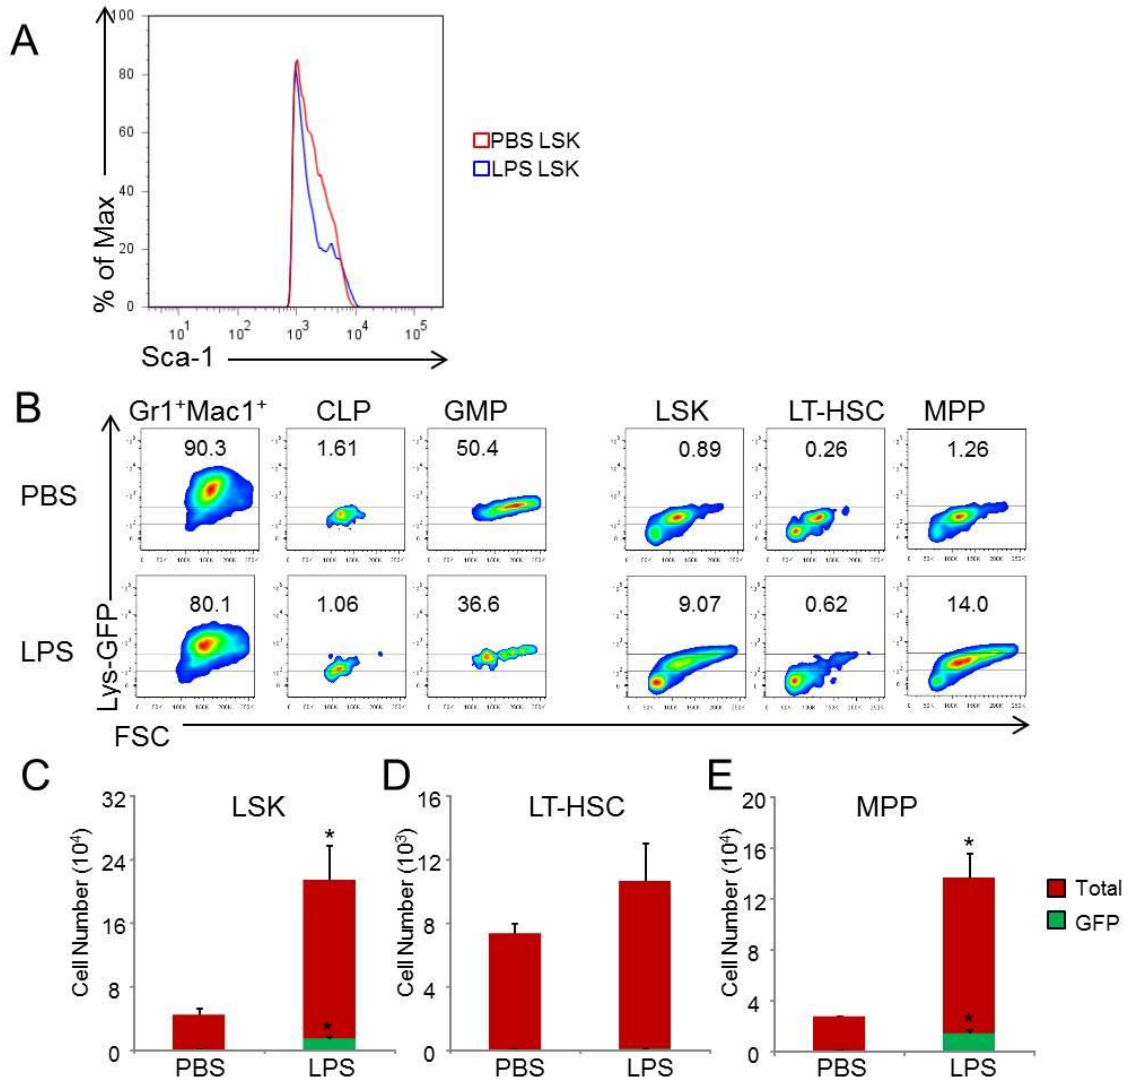 A
100
80
60
40
20
0
% of Max
10¹ 10² 10³ 10⁴ 10⁵
Sca-1
PBS LSK
LPS LSK
B
Gr1⁺Mac1⁺ CLP GMP LSK LT-HSC MPP
PBS
90.3 1.61 50.4 0.89 0.26 1.26
LPS
80.1 1.06 36.6 9.07 0.62 14.0
Lys-GFP
FSC
C
LSK
Cell Number (10⁴)
32
24
16
8
0
*
*
PBS LPS
D
LT-HSC
Cell Number (10³)
16
12
8
4
0
PBS LPS
E
MPP
Cell Number (10⁴)
20
16
12
8
4
0
*
*
PBS LPS
Total
GFP